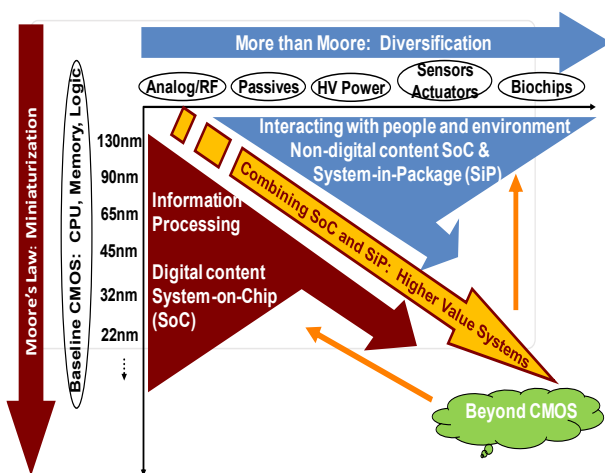 More than Moore: Diversification
Analog/RF
Passives
HV Power
Sensors
Actuators
Biochips
Moore's Law: Miniaturization
Baseline CMOS: CPU, Memory, Logic
130nm
90nm
65nm
45nm
32nm
22nm
Interacting with people and environment
Non-digital content SoC &
System-in-Package (SiP)
Combining SoC and SiP: Higher Value Systems
Information
Processing
Digital content
System-on-Chip
(SoC)
Beyond CMOS